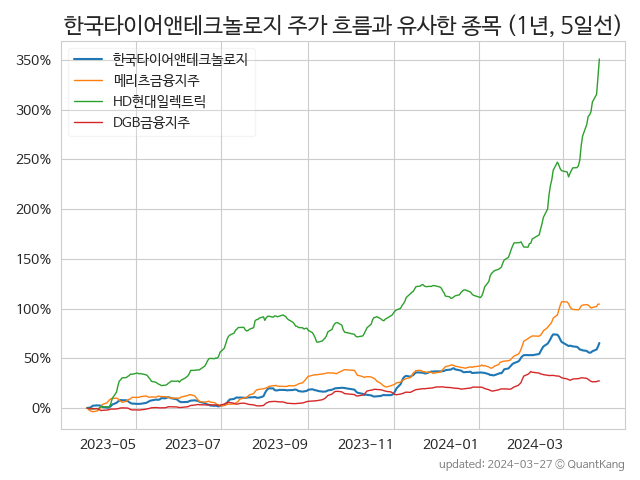 한국타이어앤테크놀로지 주가 흐름과 유사한 종목 (1년, 5일선)
한국타이어앤테크놀로지
메리츠금융지주
HD현대일렉트릭
DGB금융지주
350%
300%
250%
200%
150%
100%
50%
0%
2023-05 2023-07 2023-09 2023-11 2024-01 2024-03
updated: 2024-03-27 © QuantKang